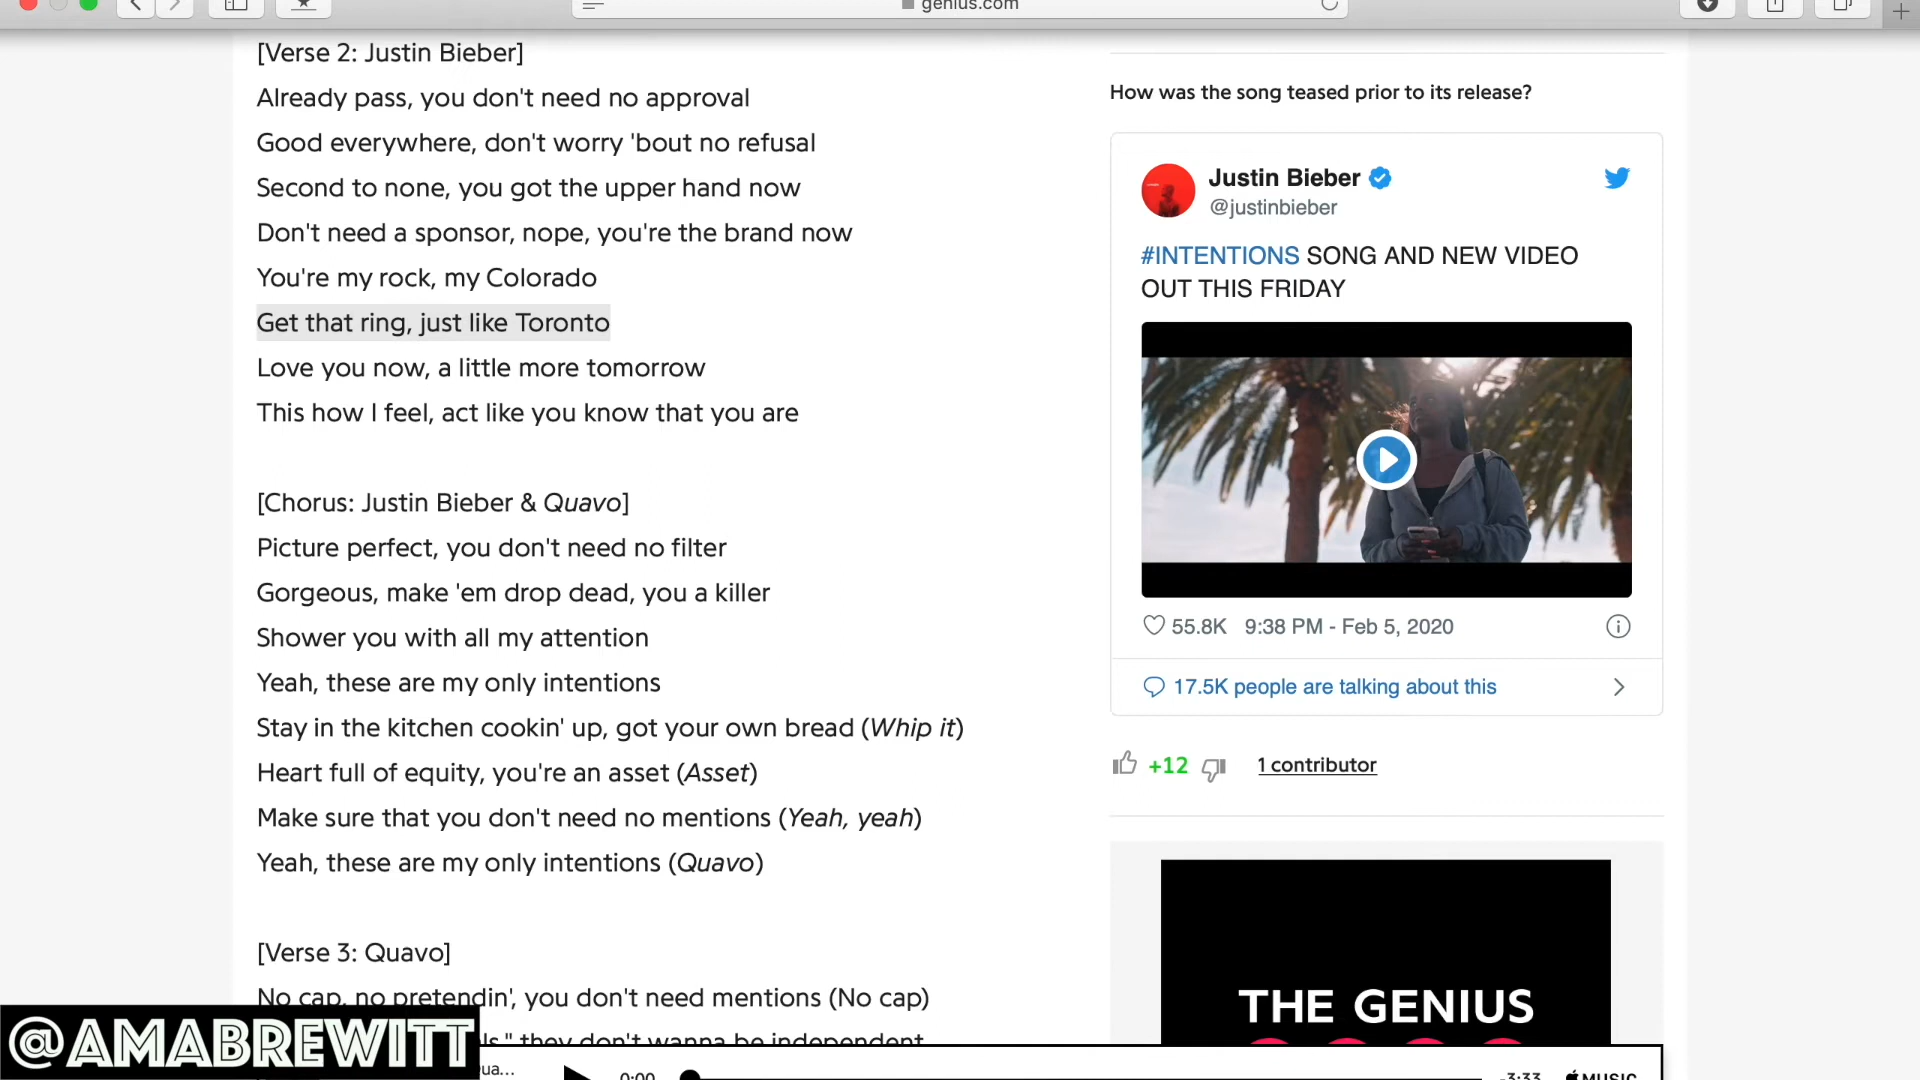 genius.com
[Verse 2: Justin Bieber]
Already pass, you don't need no approval
Good everywhere, don't worry 'bout no refusal
Second to none, you got the upper hand now
Don't need a sponsor, nope, you're the brand now
You're my rock, my Colorado
Get that ring, just like Toronto
Love you now, a little more tomorrow
This how I feel, act like you know that you are
[Chorus: Justin Bieber & Quavo]
Picture perfect, you don't need no filter
Gorgeous, make 'em drop dead, you a killer
Shower you with all my attention
Yeah, these are my only intentions
Stay in the kitchen cookin' up, got your own bread (Whip it)
Heart full of equity, you're an asset (Asset)
Make sure that you don't need no mentions (Yeah, yeah)
Yeah, these are my only intentions (Quavo)
[Verse 3: Quavo]
No cap, no pretendin', you don't need mentions (No cap)
they don't wanna be independent
How was the song teased prior to its release?
Justin Bieber
@justinbieber
#INTENTIONS SONG AND NEW VIDEO
OUT THIS FRIDAY
55.8K 9:38 PM - Feb 5, 2020
17.5K people are talking about this
+12 1 contributor
THE GENIUS
@AMABREWITT
ua...
0:00
-3:33
MUSIC